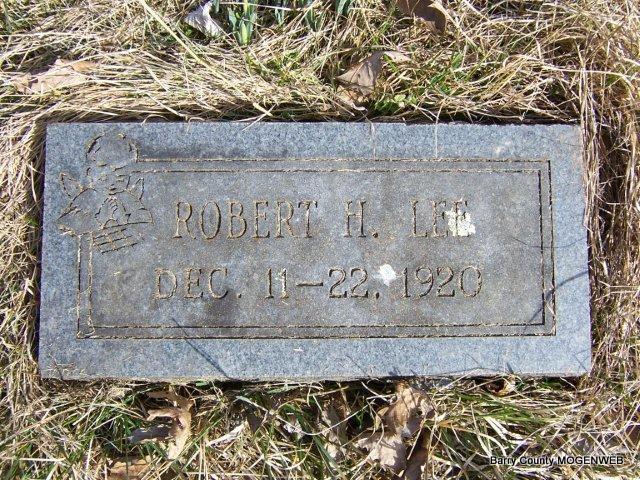 ROBERT H. LEE
DEC. 11-22, 1920
Barry County MOGENWEB